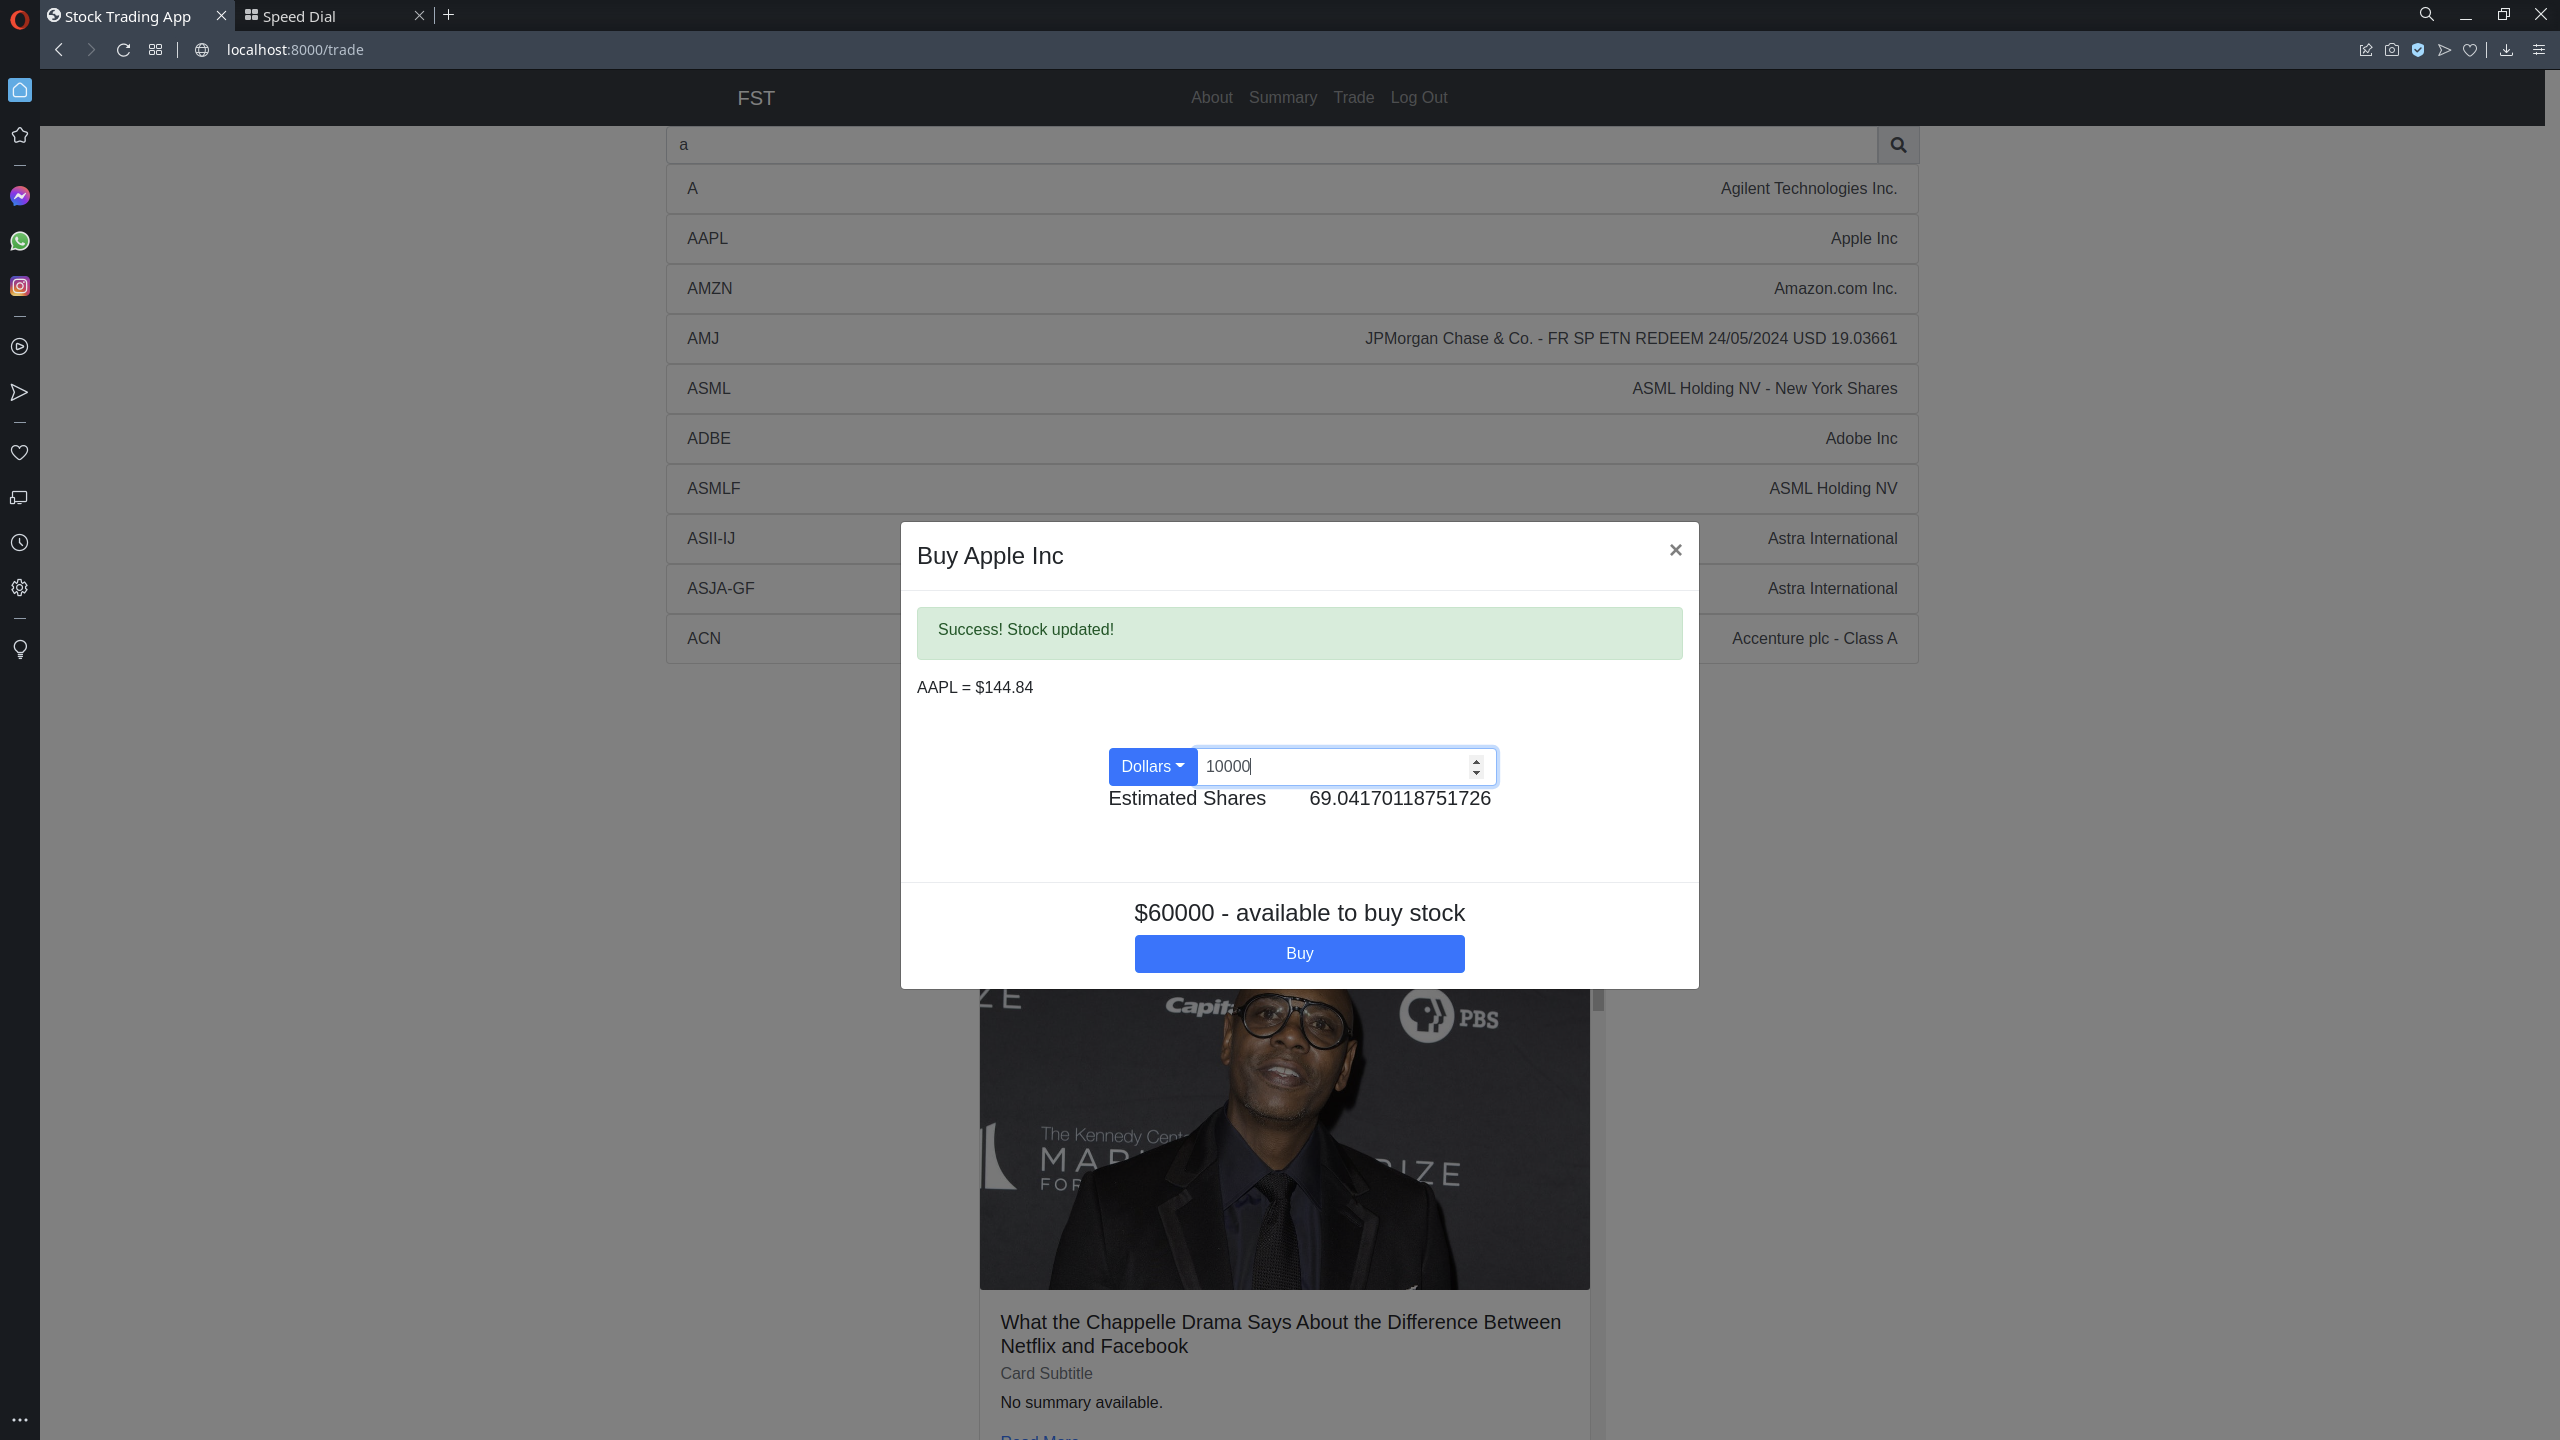 Stock Trading App
Speed Dial
localhost:8000/trade
FST
About Summary Trade Log Out
a
A Agilent Technologies Inc.
AAPL Apple Inc
AMZN Amazon.com Inc.
AMJ JPMorgan Chase & Co. - FR SP ETN REDEEM 24/05/2024 USD 19.03661
ASML ASML Holding NV - New York Shares
ADBE Adobe Inc
ASMLF ASML Holding NV
ASII-IJ Astra International
ASJA-GF Astra International
ACN Accenture plc - Class A
Buy Apple Inc
×
Success! Stock updated!
AAPL = $144.84
Dollars 10000
Estimated Shares 69.04170118751726
$60000 - available to buy stock
Buy
ZE
Capit
PBS
The Kennedy Cent
MAR IZE
FOR
What the Chappelle Drama Says About the Difference Between
Netflix and Facebook
Card Subtitle
No summary available.
Read More